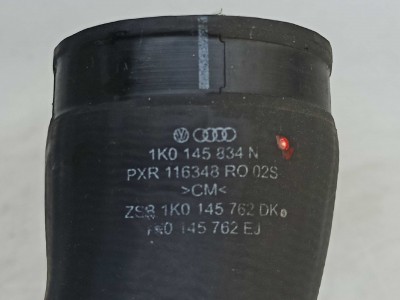 1K0 145 834 N
PXR 116348 RO 02S
>CM<
ZSB 1K0 145 762 DK
145 762 EJ